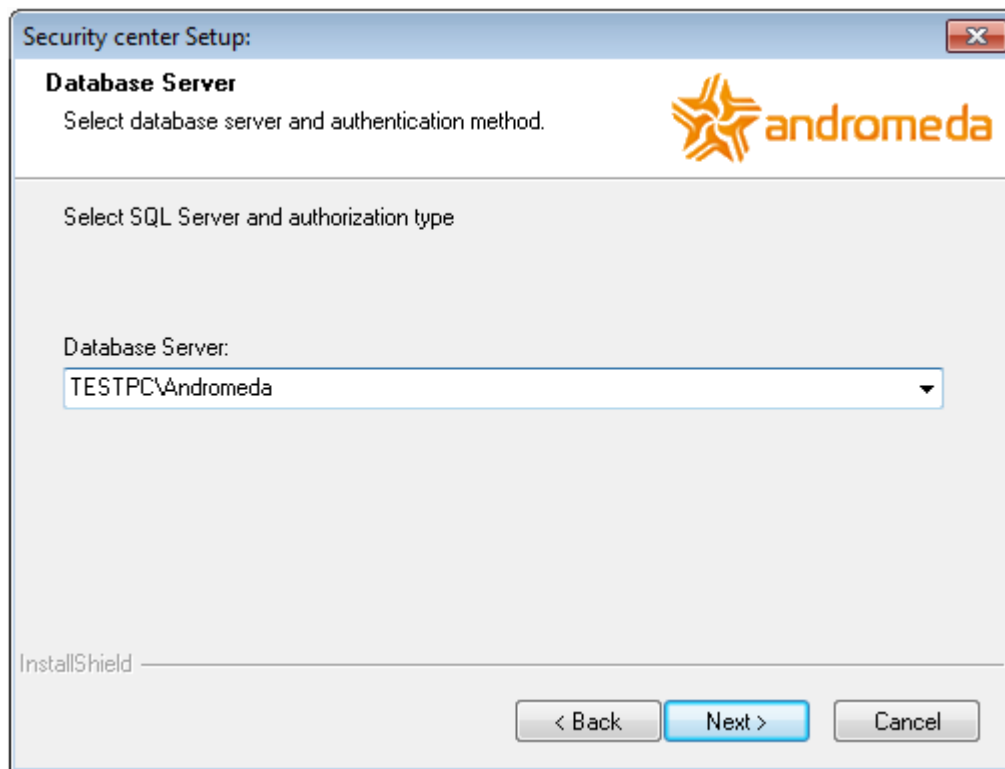 Security center Setup:
Database Server
Select database server and authentication method.
andromeda
Select SQL Server and authorization type
Database Server:
TESTPC\Andromeda
InstallShield
< Back
Next >
Cancel